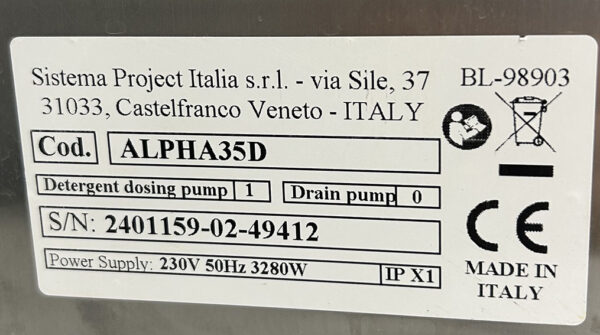 Sistema Project Italia s.r.l. - via Sile, 37
31033, Castelfranco Veneto - ITALY
BL-98903
Cod. ALPHA35D
Detergent dosing pump 1 Drain pump 0
S/N: 2401159-02-49412
Power Supply: 230V 50Hz 3280W IP X1
CE
MADE IN
ITALY